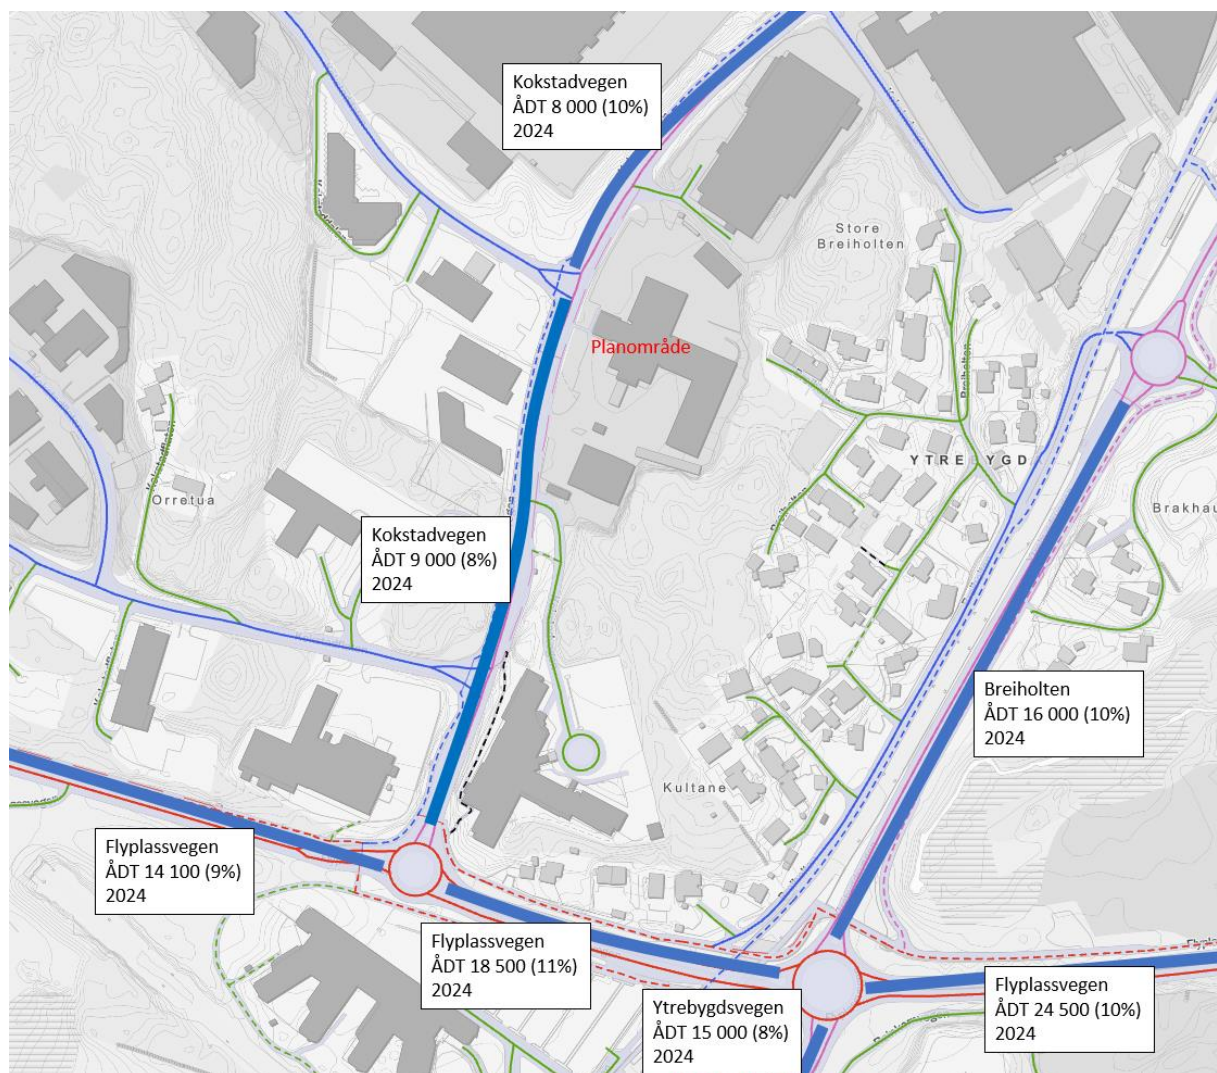 Kokstadvegen
ÅDT 8 000 (10%)
2024
Store
Breiholten
Planområde
Breiholten
YTREBYGD
Orretua
Brakhau
Kokstadvegen
ÅDT 9 000 (8%)
2024
Breiholten
ÅDT 16 000 (10%)
2024
Kultane
Flyplassvegen
ÅDT 14 100 (9%)
2024
Flyplassvegen
ÅDT 18 500 (11%)
2024
Flyplassvegen
ÅDT 24 500 (10%)
2024
Ytrebygdsvegen
ÅDT 15 000 (8%)
2024